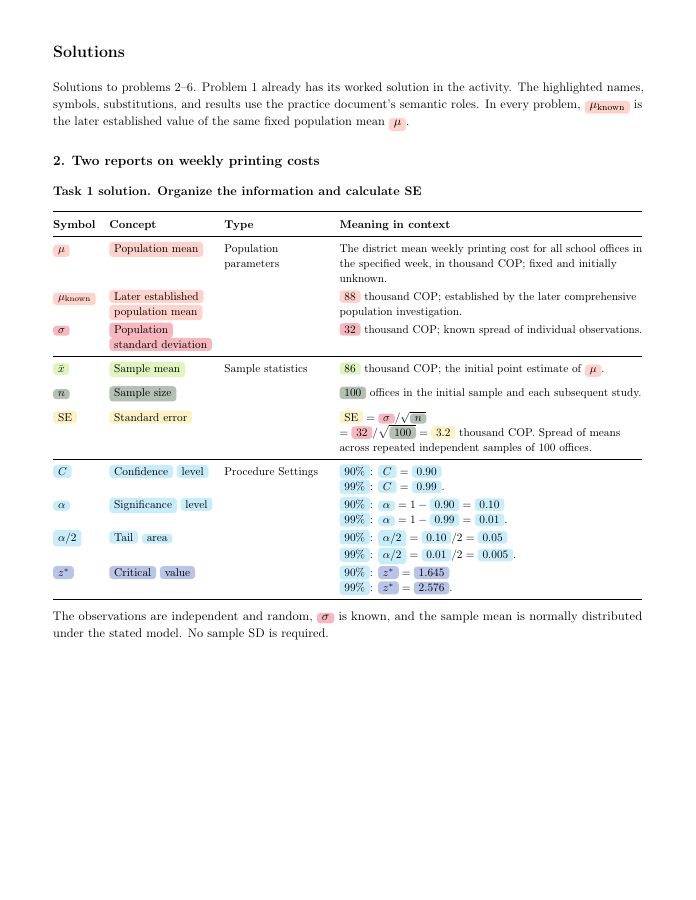 Solutions
Solutions to problems 2–6. Problem 1 already has its worked solution in the activity. The highlighted names,
symbols, substitutions, and results use the practice document's semantic roles. In every problem, μknown is
the later established value of the same fixed population mean μ.
2. Two reports on weekly printing costs
Task 1 solution. Organize the information and calculate SE
Symbol Concept Type Meaning in context
μ Population mean Population The district mean weekly printing cost for all school offices in
parameters the specified week, in thousand COP; fixed and initially
unknown.
μknown Later established 88 thousand COP; established by the later comprehensive
population mean population investigation.
σ Population 32 thousand COP; known spread of individual observations.
standard deviation
x̄ Sample mean Sample statistics 86 thousand COP; the initial point estimate of μ.
n Sample size 100 offices in the initial sample and each subsequent study.
SE Standard error SE = σ/√n
= 32/√100 = 3.2 thousand COP. Spread of means
across repeated independent samples of 100 offices.
C Confidence level Procedure Settings 90%: C = 0.90
99%: C = 0.99.
α Significance level 90%: α = 1 − 0.90 = 0.10
99%: α = 1 − 0.99 = 0.01.
α/2 Tail area 90%: α/2 = 0.10/2 = 0.05
99%: α/2 = 0.01/2 = 0.005.
z* Critical value 90%: z* = 1.645
99%: z* = 2.576.
The observations are independent and random, σ is known, and the sample mean is normally distributed
under the stated model. No sample SD is required.